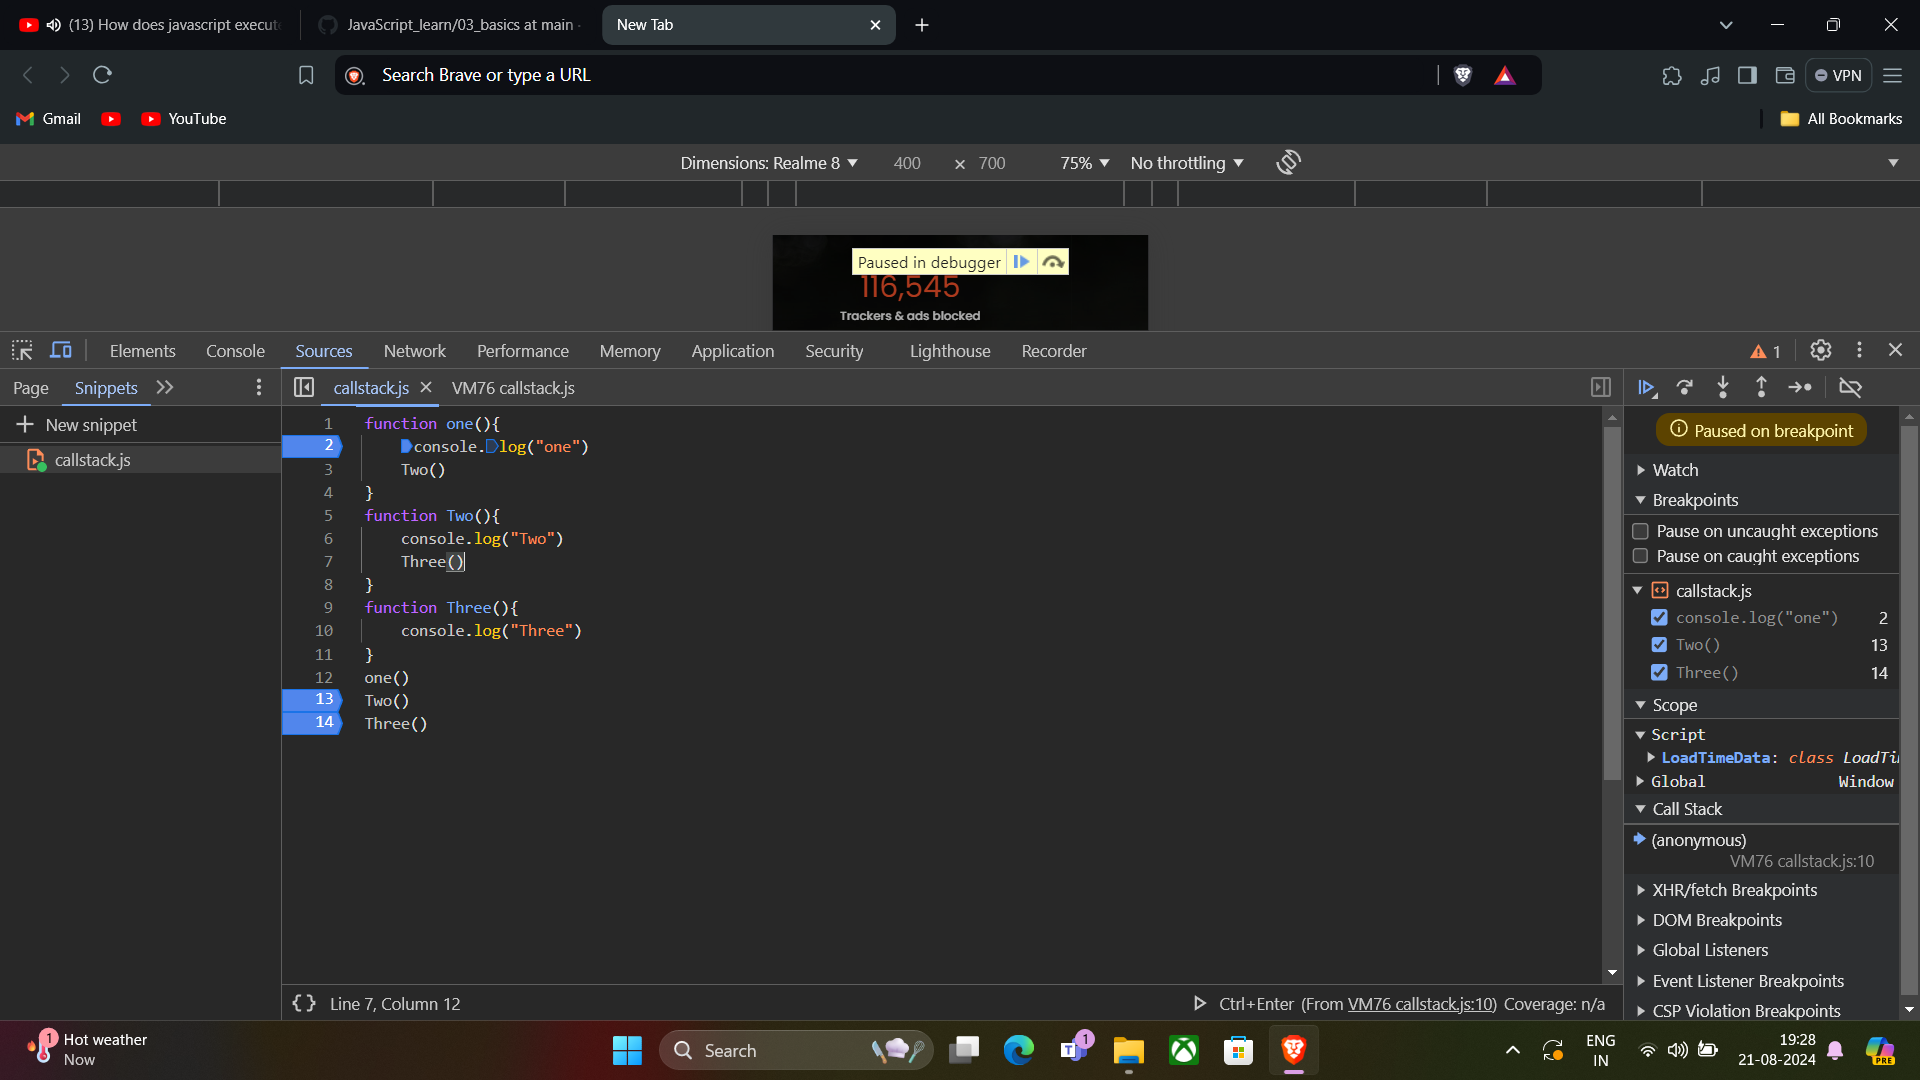 (13) How does javascript execute
JavaScript_learn/03_basics at main ·
New Tab
Search Brave or type a URL
VPN
Gmail
YouTube
All Bookmarks
Dimensions: Realme 8 400 × 700 75% No throttling
Paused in debugger
116,545
Trackers & ads blocked
Elements Console Sources Network Performance Memory Application Security Lighthouse Recorder 1
Page Snippets
callstack.js VM76 callstack.js
New snippet
callstack.js
1 function one(){
2 console.log("one")
3 Two()
4 }
5 function Two(){
6 console.log("Two")
7 Three()
8 }
9 function Three(){
10 console.log("Three")
11 }
12 one()
13 Two()
14 Three()
Paused on breakpoint
Watch
Breakpoints
Pause on uncaught exceptions
Pause on caught exceptions
callstack.js
console.log("one") 2
Two() 13
Three() 14
Scope
Script
LoadTimeData: class LoadTi
Global Window
Call Stack
(anonymous)
VM76 callstack.js:10
XHR/fetch Breakpoints
DOM Breakpoints
Global Listeners
Event Listener Breakpoints
CSP Violation Breakpoints
{} Line 7, Column 12
Ctrl+Enter (From VM76 callstack.js:10) Coverage: n/a
1
Hot weather
Now
Search
1
ENG
IN
19:28
21-08-2024
PRE